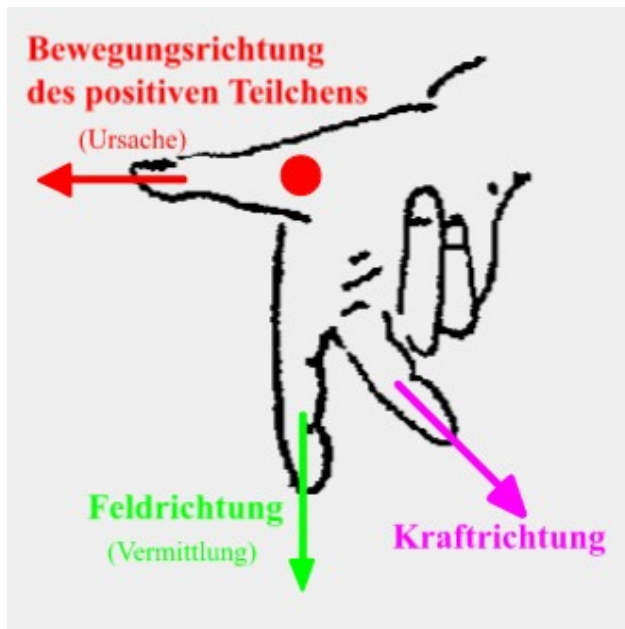 Bewegungsrichtung
des positiven Teilchens
(Ursache)
Feldrichtung
(Vermittlung)
Kraftrichtung